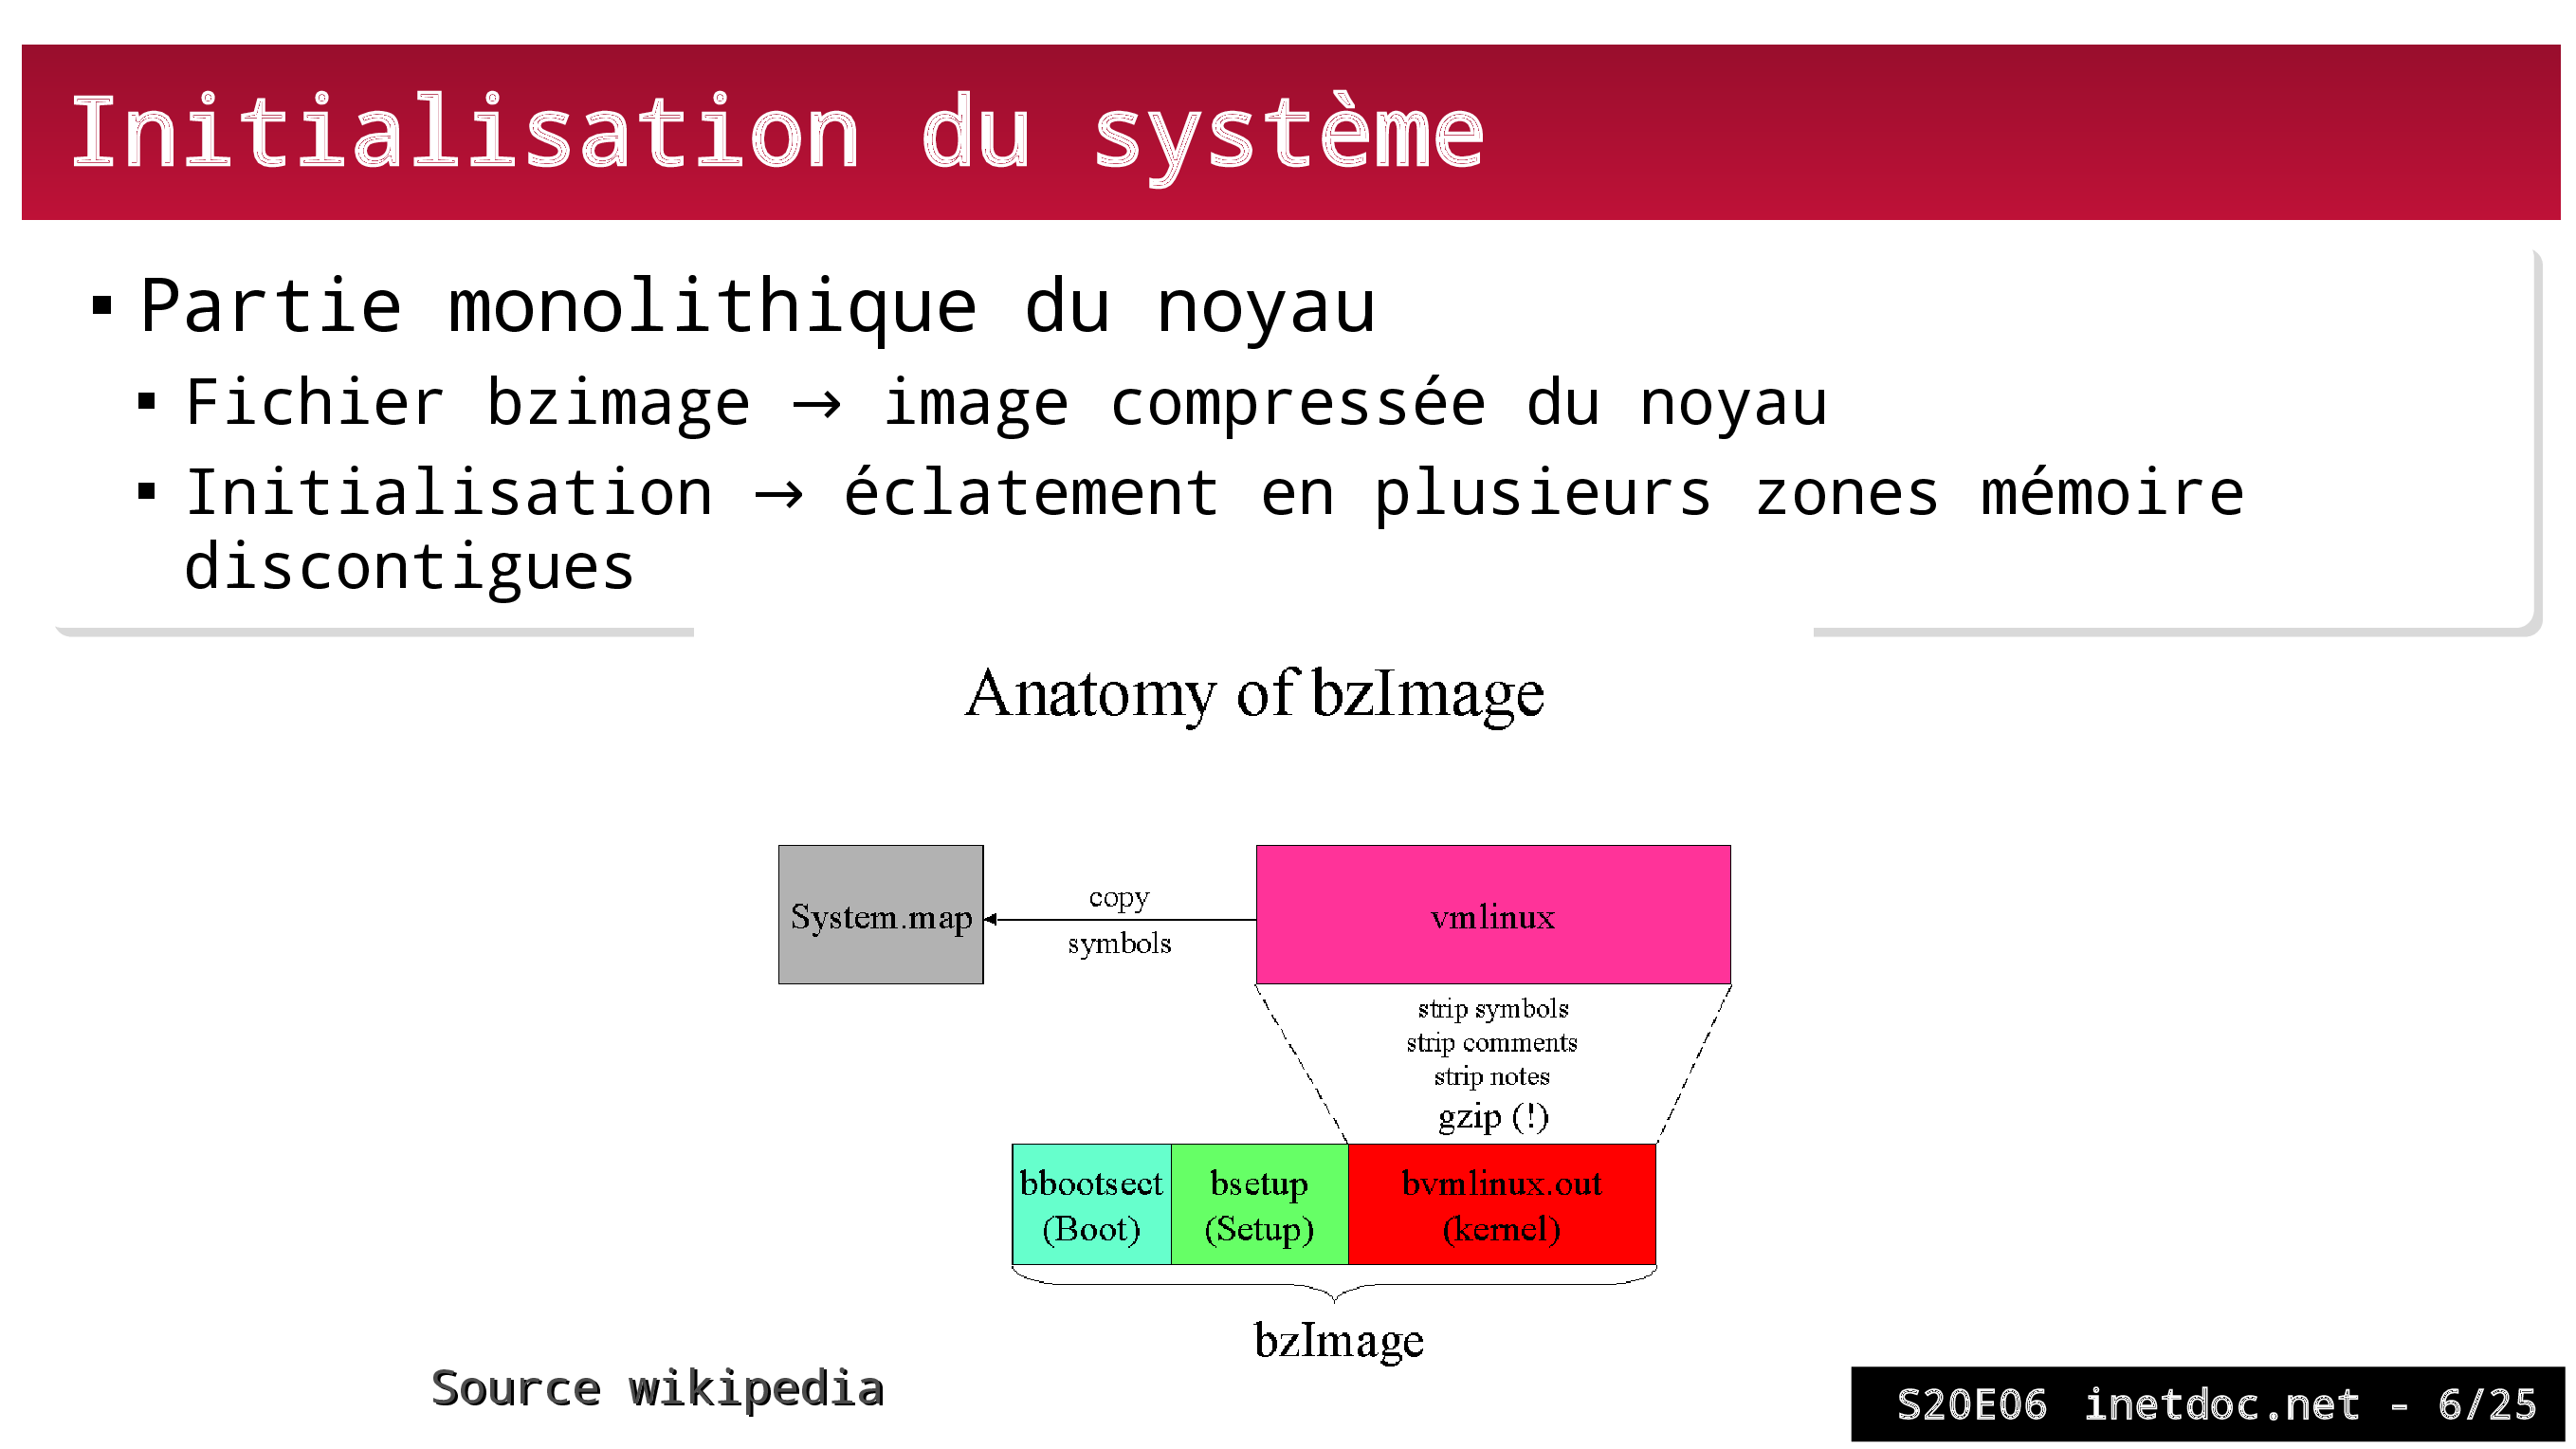 Initialisation du système
▪ Partie monolithique du noyau
▪ Fichier bzimage → image compressée du noyau
▪ Initialisation → éclatement en plusieurs zones mémoire
discontigues
Anatomy of bzImage
System.map
copy
symbols
vmlinux
strip symbols
strip comments
strip notes
gzip (!)
bbootsect
(Boot)
bsetup
(Setup)
bvmlinux.out
(kernel)
bzImage
Source wikipedia
S20E06 inetdoc.net - 6/25